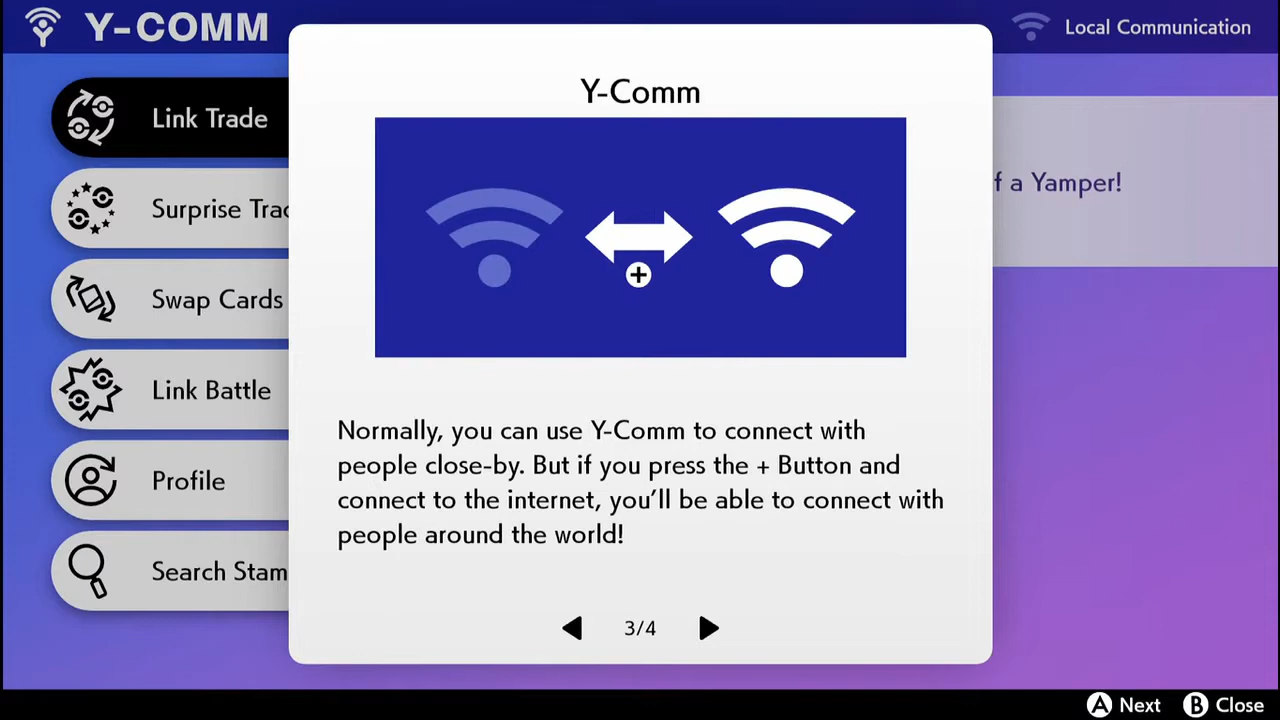 Y-COMM
Local Communication
Link Trade
Surprise Trad
Swap Cards
Link Battle
Profile
Search Stam
f a Yamper!
Y-Comm
Normally, you can use Y-Comm to connect with
people close-by. But if you press the + Button and
connect to the internet, you'll be able to connect with
people around the world!
3/4
A Next
B Close